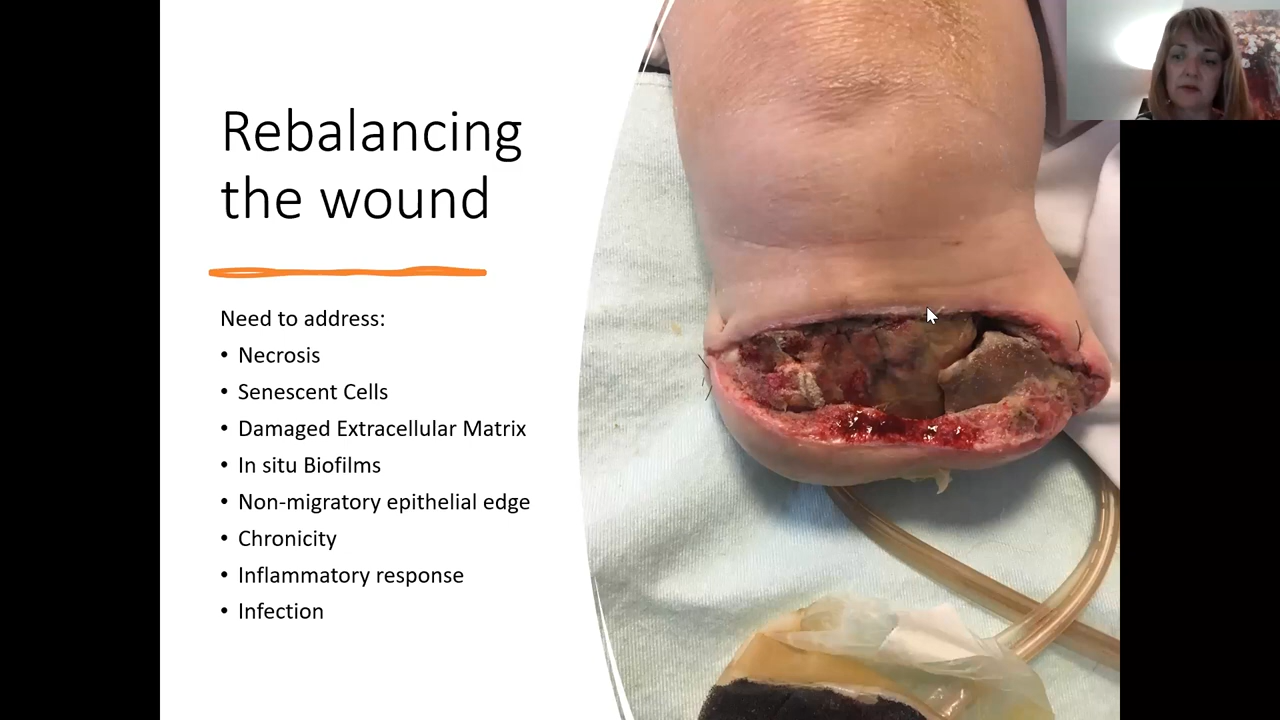 Rebalancing
the wound
Need to address:
• Necrosis
• Senescent Cells
• Damaged Extracellular Matrix
• In situ Biofilms
• Non-migratory epithelial edge
• Chronicity
• Inflammatory response
• Infection